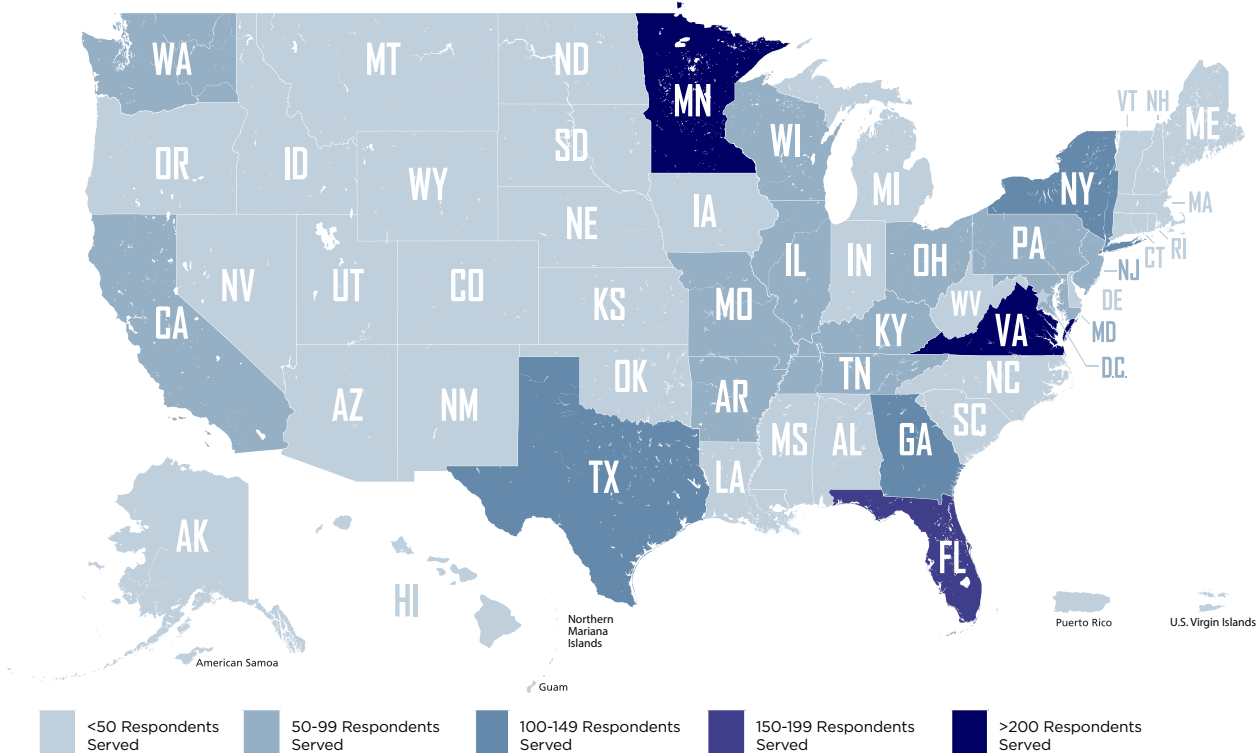 WA
MT
ND
MN
VT NH
ME
OR
ID
WY
SD
WI
MI
NY
MA
NE
IA
PA
CT
RI
NJ
NV
UT
CO
KS
MO
IL
IN
OH
WV
DE
CA
KY
VA
MD
D.C.
AZ
NM
OK
AR
TN
NC
SC
TX
LA
MS
AL
GA
AK
HI
FL
Northern
Mariana
Islands
Puerto Rico
U.S. Virgin Islands
American Samoa
Guam
<50 Respondents
Served
50-99 Respondents
Served
100-149 Respondents
Served
150-199 Respondents
Served
>200 Respondents
Served